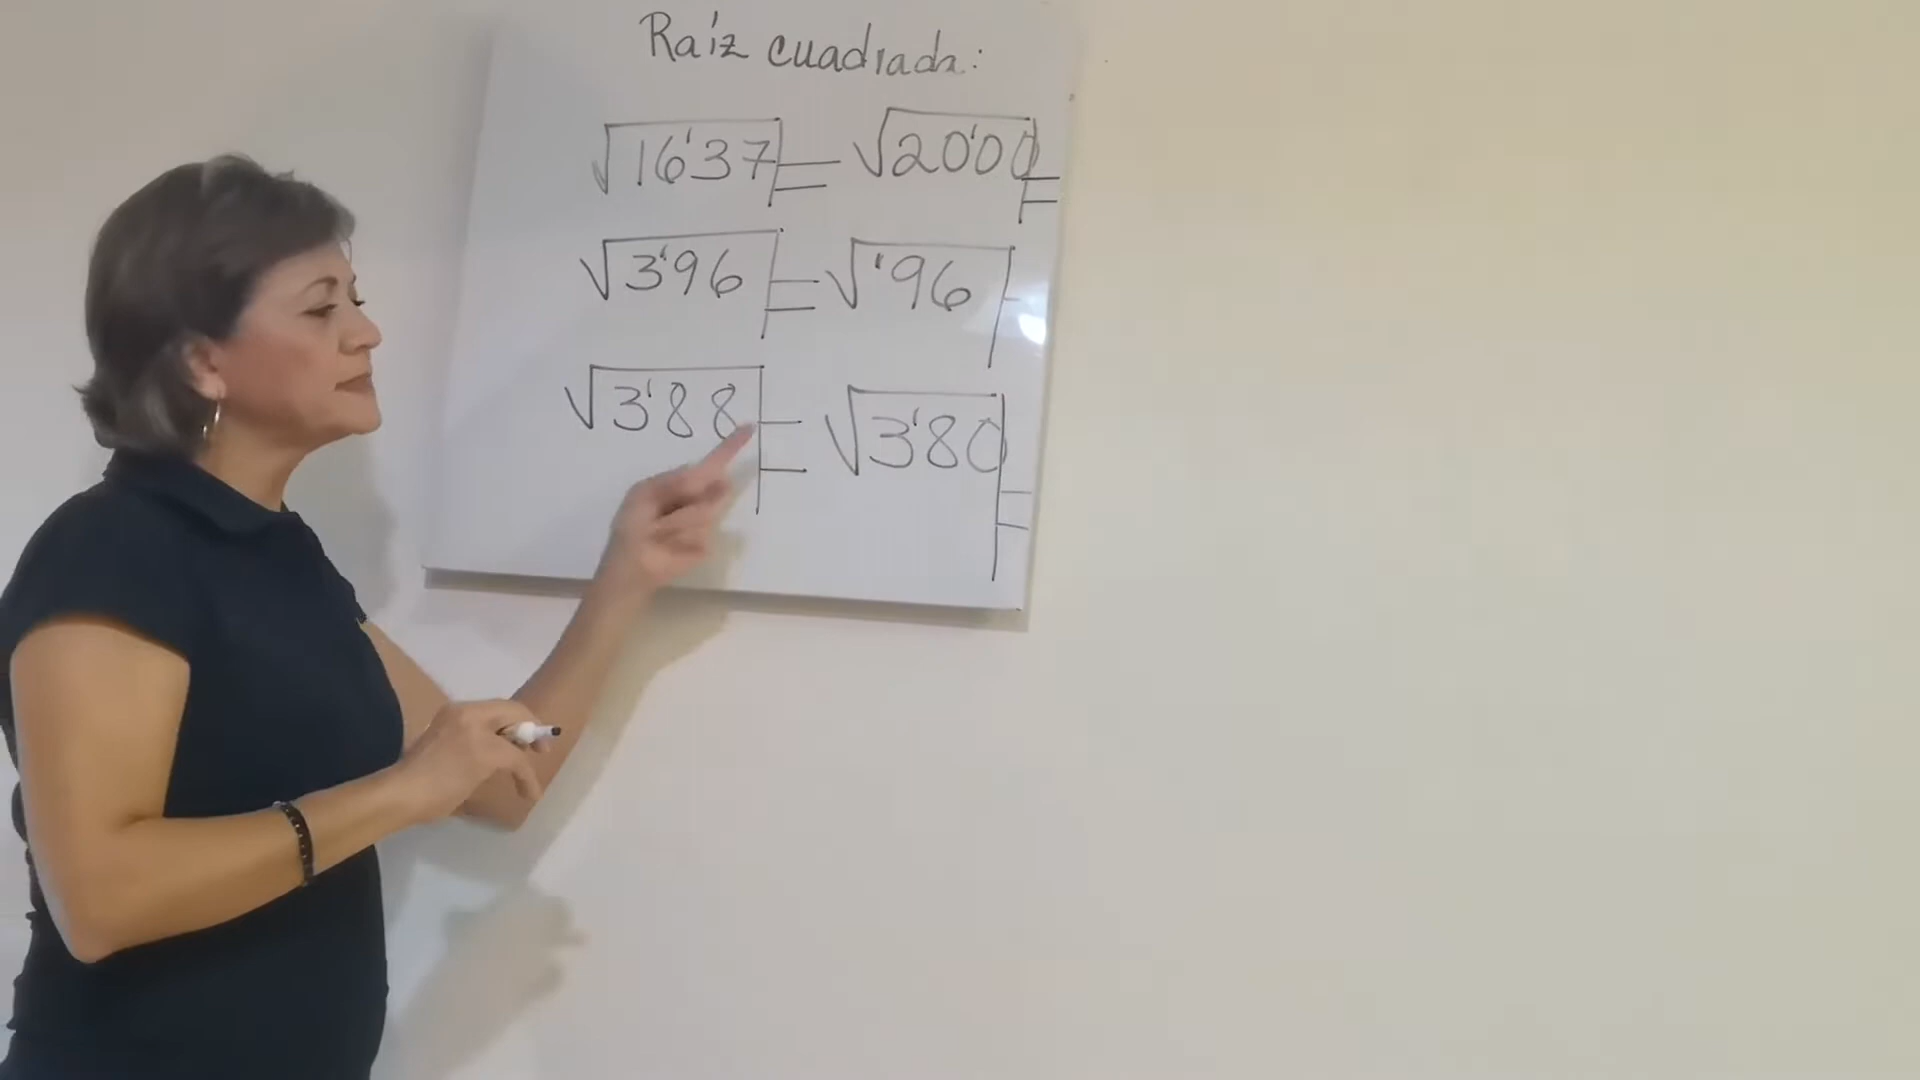 Raíz cuadrada:
√16'37 = √20'00 =
√3'96 = √'96
√3'88 = √3'80 =